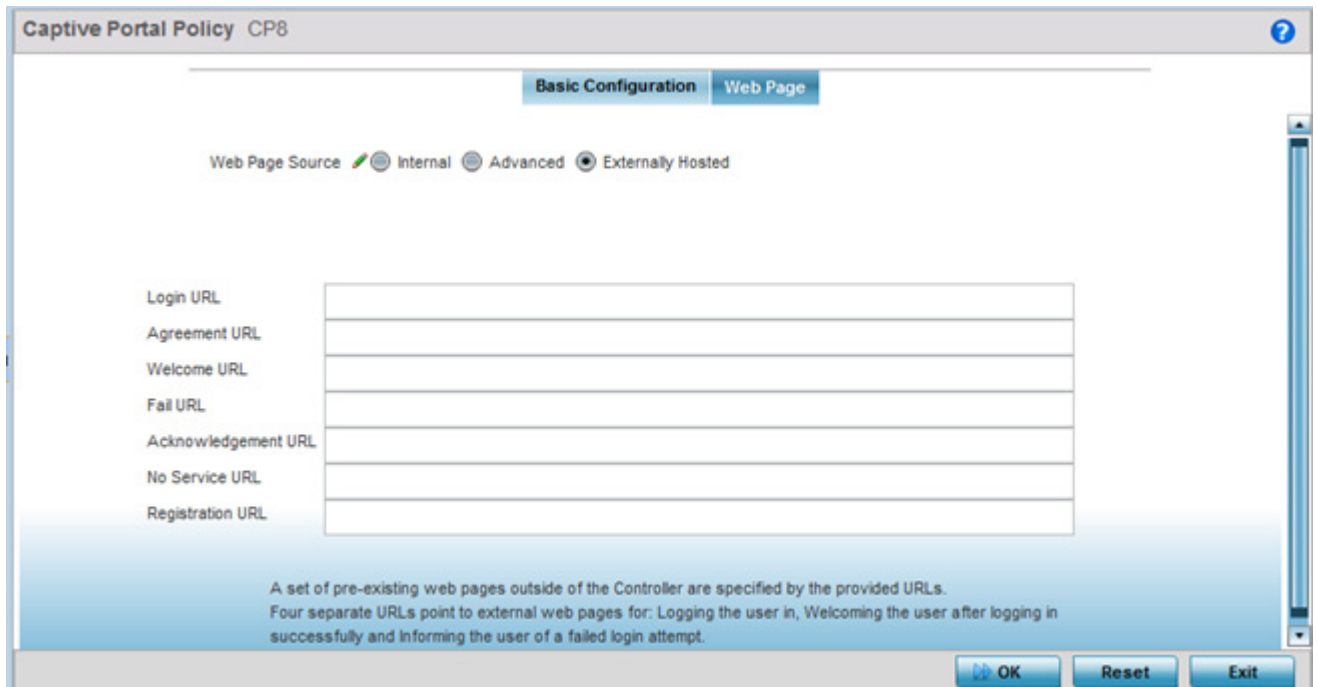 Captive Portal Policy CP8
?
Basic Configuration Web Page
Web Page Source Internal Advanced Externally Hosted
Login URL
Agreement URL
Welcome URL
Fail URL
Acknowledgement URL
No Service URL
Registration URL
A set of pre-existing web pages outside of the Controller are specified by the provided URLs.
Four separate URLs point to external web pages for: Logging the user in, Welcoming the user after logging in
successfully and Informing the user of a failed login attempt.
OK Reset Exit